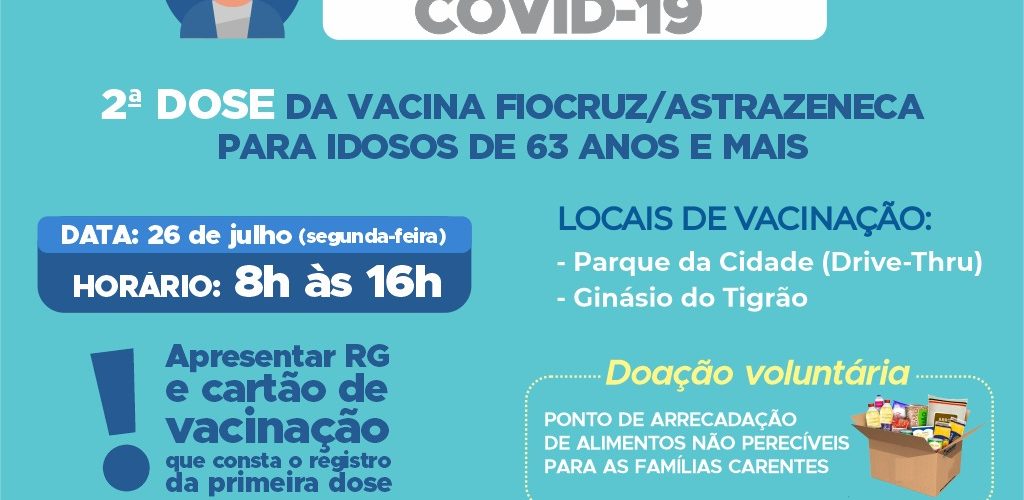 COVID-19
2ª DOSE DA VACINA FIOCRUZ/ASTRAZENECA
PARA IDOSOS DE 63 ANOS E MAIS
DATA: 26 de julho (segunda-feira)
HORÁRIO: 8h às 16h
LOCAIS DE VACINAÇÃO:
- Parque da Cidade (Drive-Thru)
- Ginásio do Tigrão
! Apresentar RG
e cartão de
vacinação
que consta o registro
da primeira dose
Doação voluntária
PONTO DE ARRECADAÇÃO
DE ALIMENTOS NÃO PERECÍVEIS
PARA AS FAMÍLIAS CARENTES